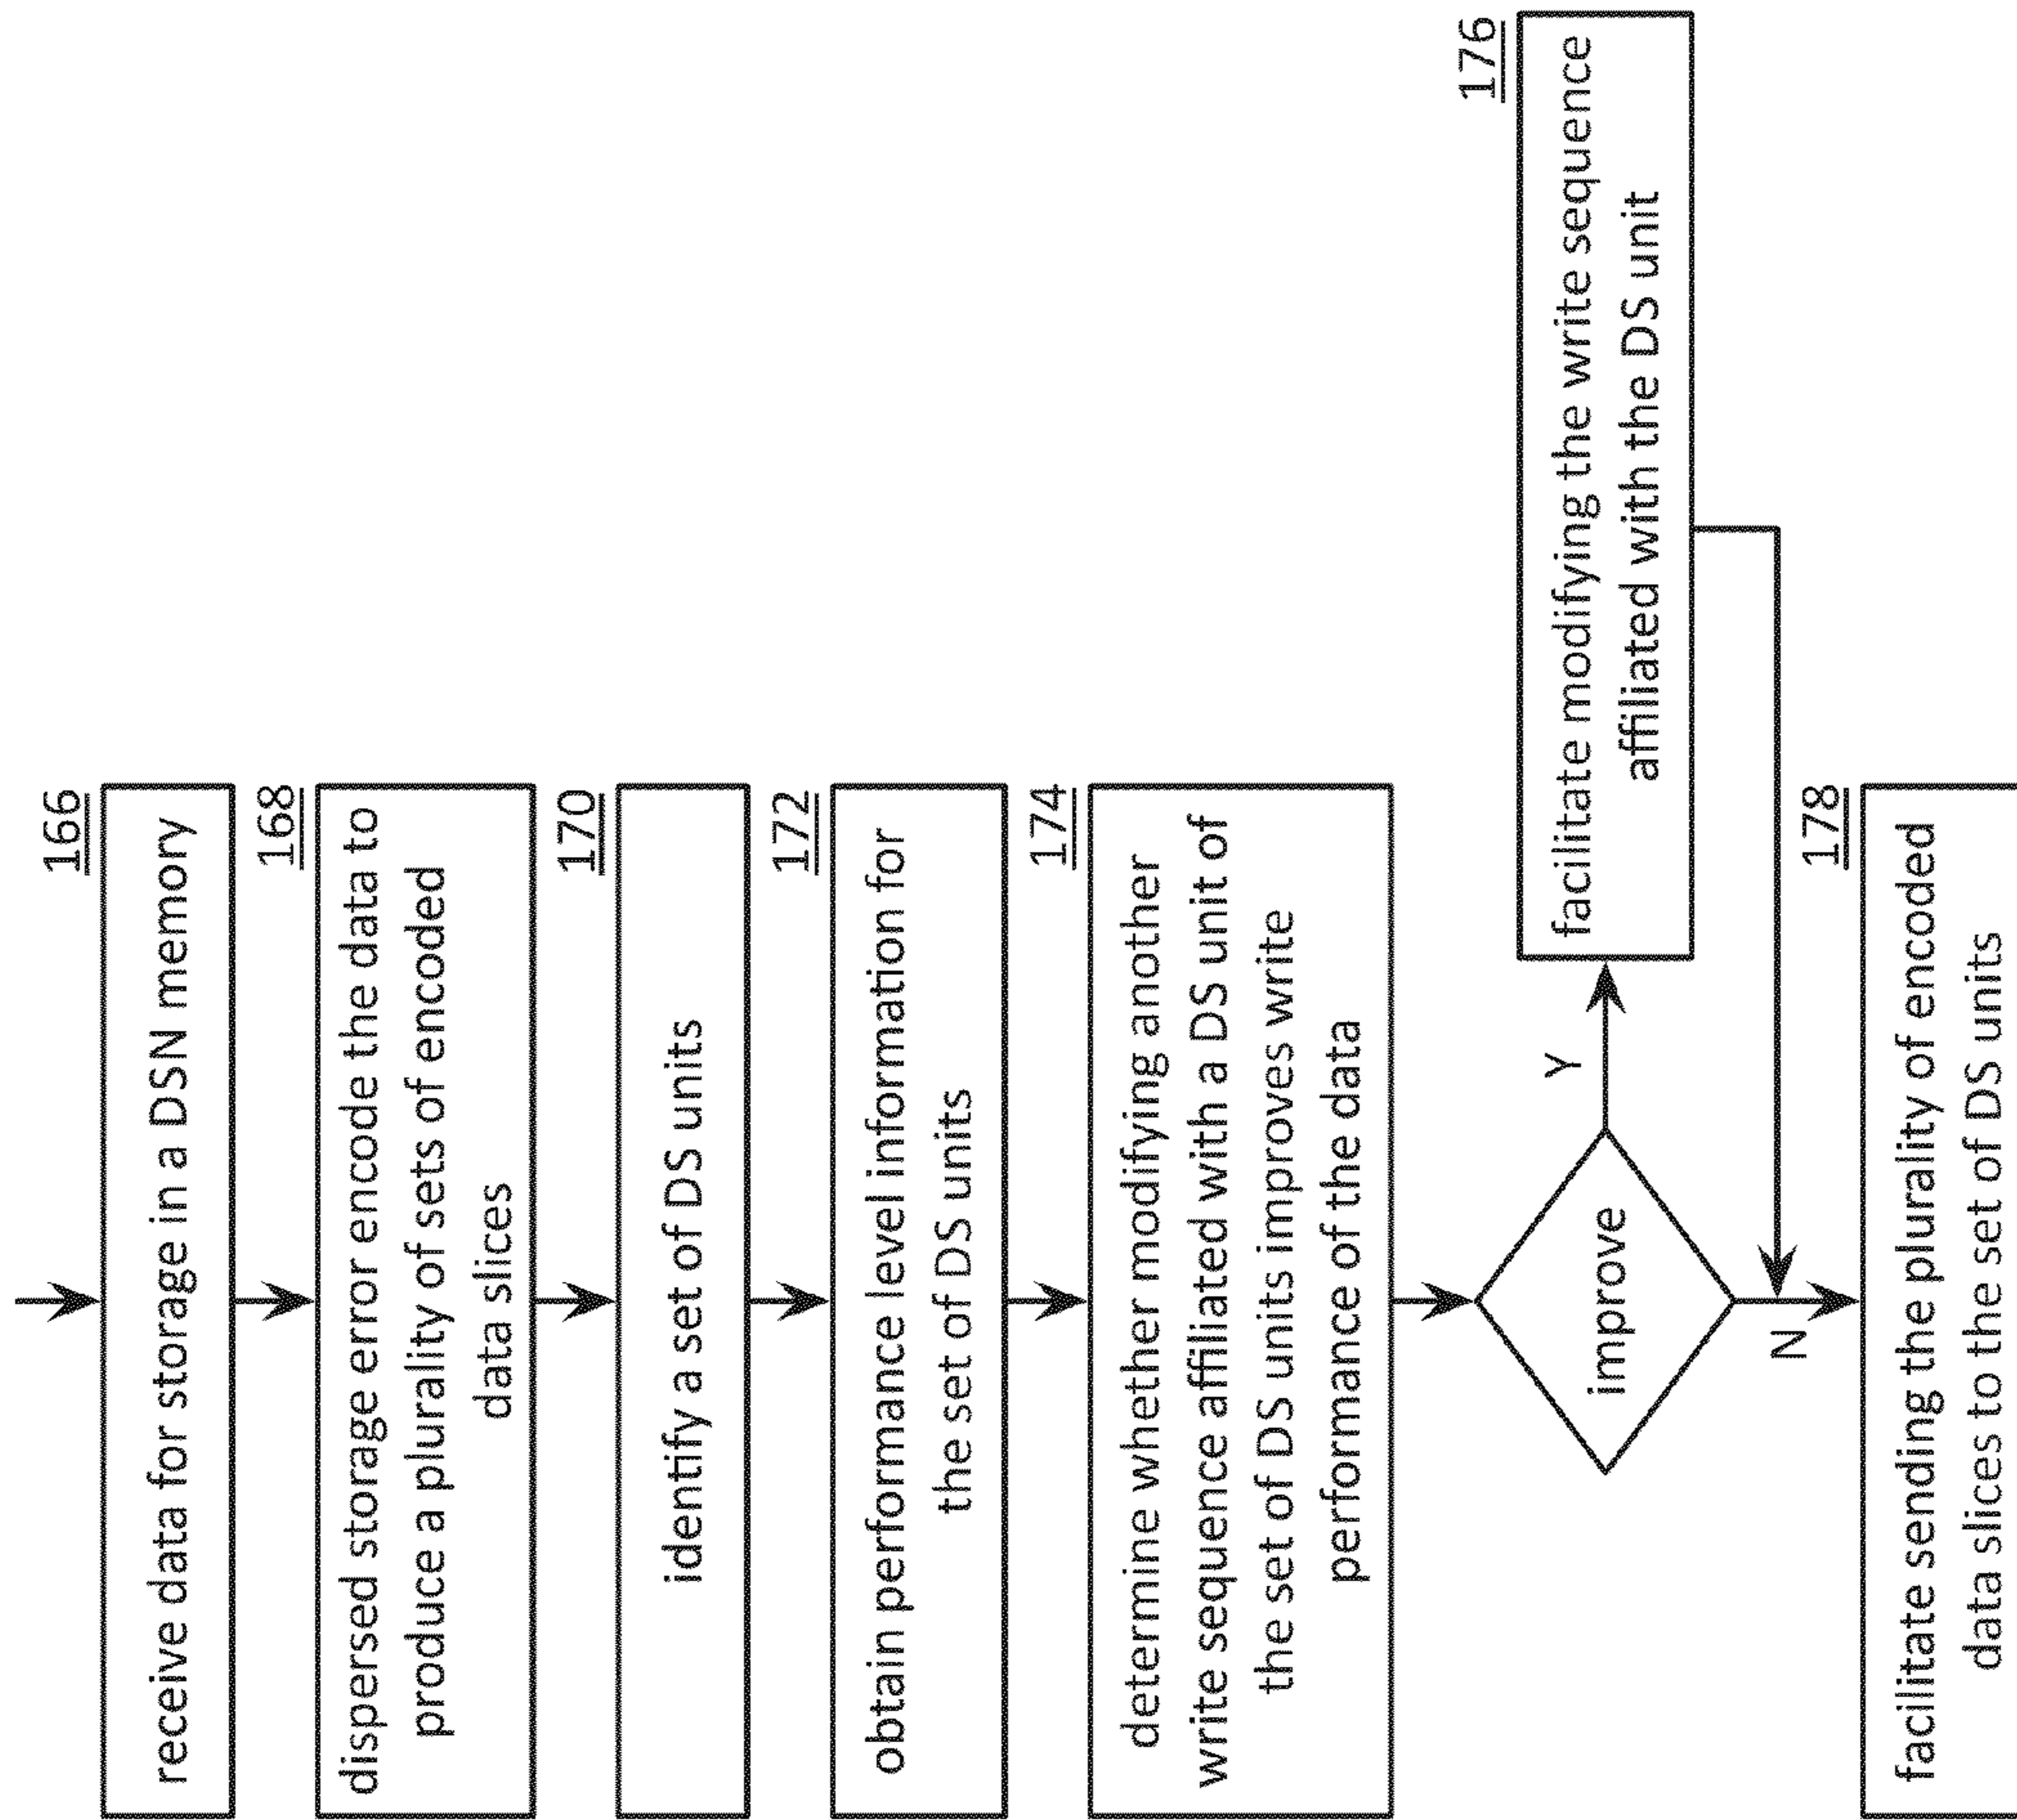 166
receive data for storage in a DSN memory
168
dispersed storage error encode the data to
produce a plurality of sets of encoded
data slices
170
identify a set of DS units
172
obtain performance level information for
the set of DS units
174
determine whether modifying another
write sequence affiliated with a DS unit of
the set of DS units improves write
performance of the data
improve
Y
N
176
facilitate modifying the write sequence
affiliated with the DS unit
178
facilitate sending the plurality of encoded
data slices to the set of DS units